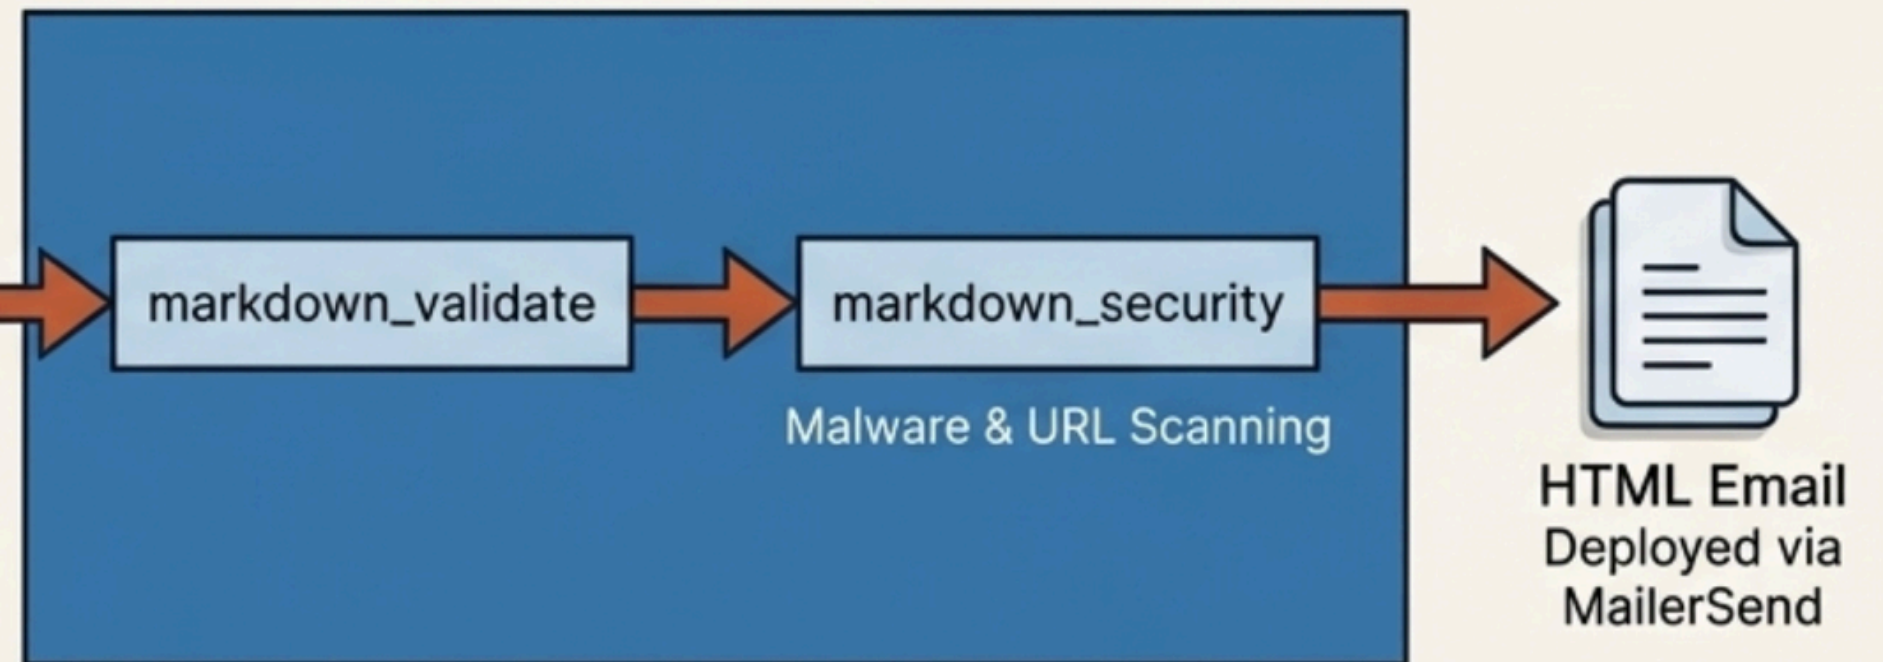 markdown_validate
markdown_security
Malware & URL Scanning
HTML Email
Deployed via
MailerSend